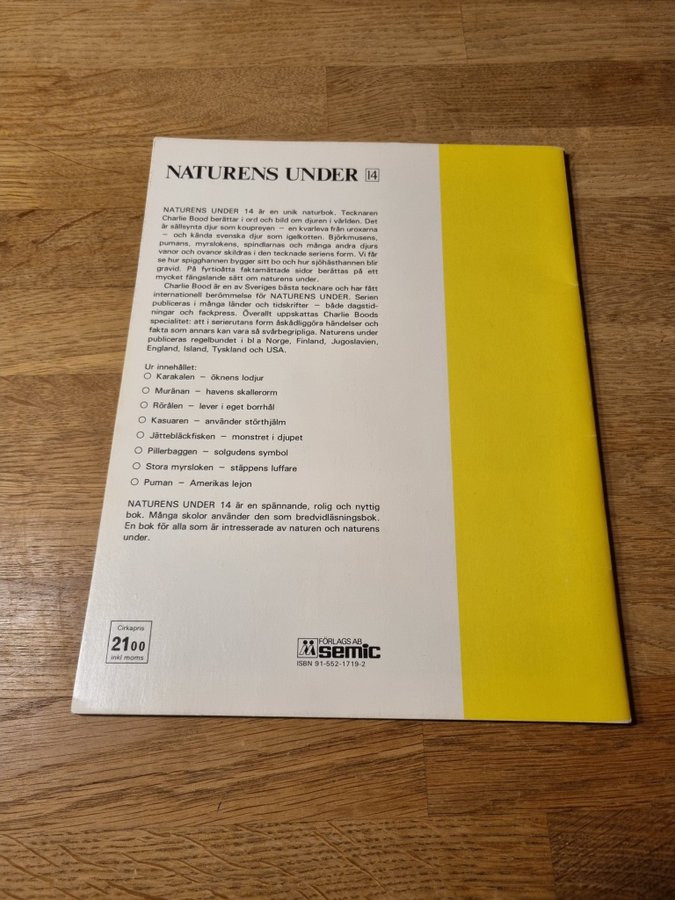 NATURENS UNDER 14
NATURENS UNDER 14 är en unik naturbok. Tecknaren
Charlie Bood berättar i ord och bild om djuren i världen. Det
är sällsynta djur som koupreyen – en kvarleva från uroxarna
– och kända svenska djur som igelkotten. Björkmusens,
pumans, myrslokens, spindlarnas och många andra djurs
vanor och ovanor skildras i den tecknade seriens form. Vi får
se hur spigghannen bygger sitt bo och hur sjöhästhannen blir
gravid. På fyrtioåtta faktamättade sidor berättas på ett
mycket fängslande sätt om naturens under.
Charlie Bood är en av Sveriges bästa tecknare och har fått
internationell berömmelse för NATURENS UNDER. Serien
publiceras i många länder och tidskrifter – både dagstid-
ningar och fackpress. Överallt uppskattas Charlie Boods
specialitet: att i serierutans form åskådliggöra händelser och
fakta som annars kan vara så svårbegripliga. Naturens under
publiceras regelbundet i bl a Norge, Finland, Jugoslavien,
England, Island, Tyskland och USA.
Ur innehållet:
○ Karakalen – öknens lodjur
○ Muränan – havens skallerorm
○ Rörålen – lever i eget borrhål
○ Kasuaren – använder störthjälm
○ Jättebläckfisken – monstret i djupet
○ Pillerbaggen – solgudens symbol
○ Stora myrsloken – stäppens luffare
○ Puman – Amerikas lejon
NATURENS UNDER 14 är en spännande, rolig och nyttig
bok. Många skolor använder den som bredvidläsningsbok.
En bok för alla som är intresserade av naturen och naturens
under.
Cirkapris
2100
inkl moms
FÖRLAGS AB
semic
ISBN 91-552-1719-2